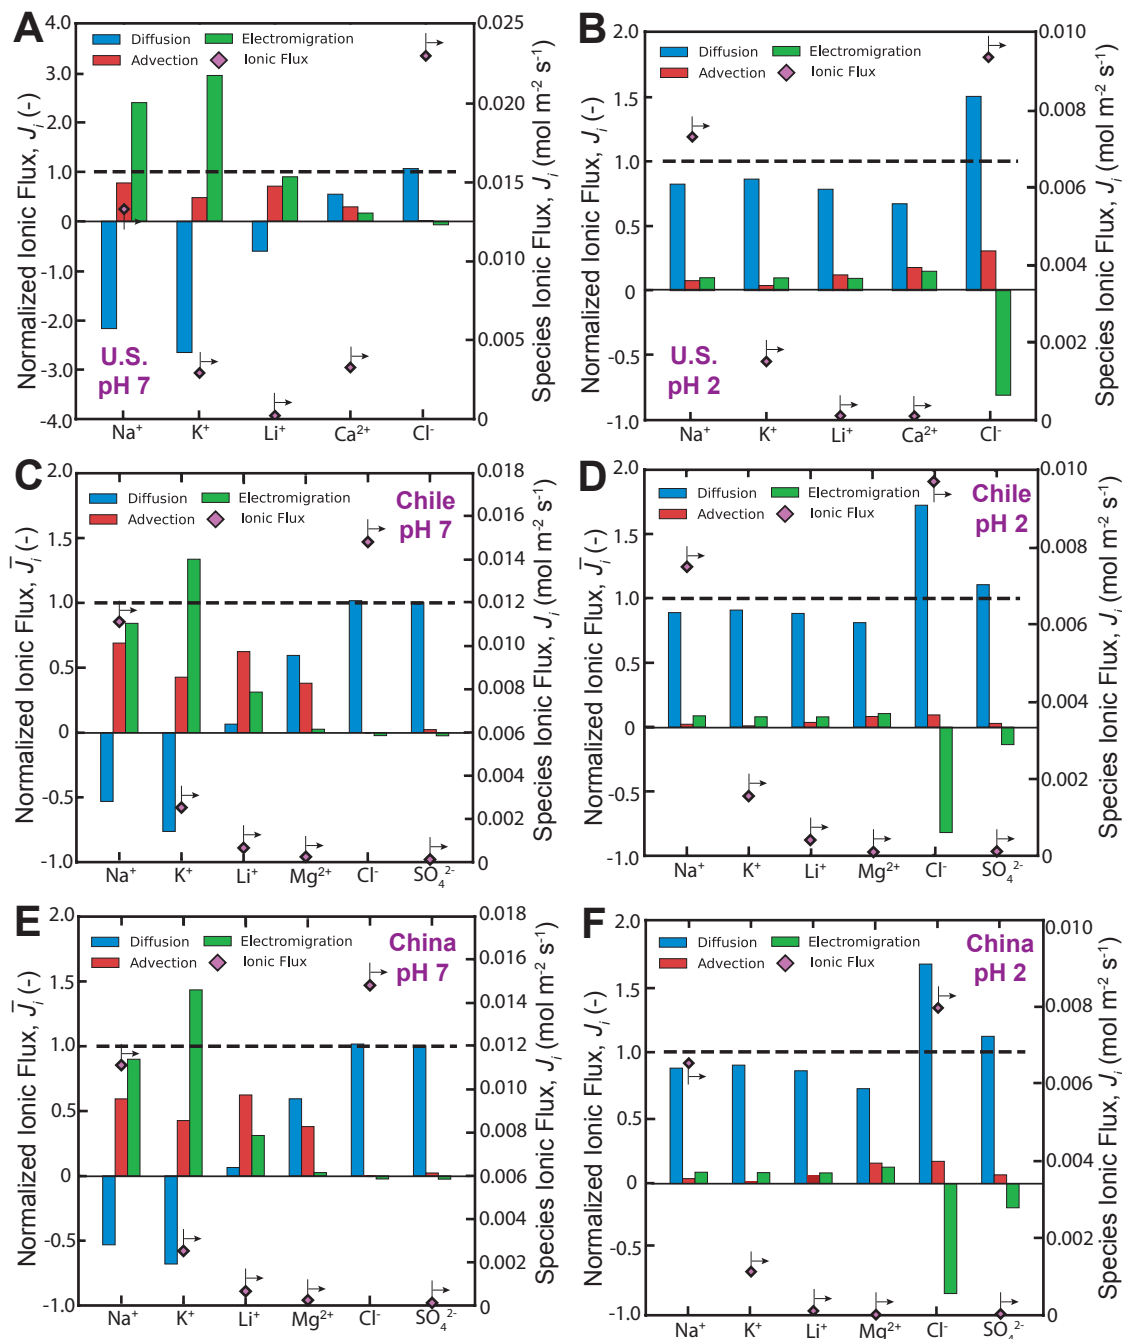 A
Normalized Ionic Flux, J̅i (-)
4.0
3.0
2.0
1.0
0
-1.0
-2.0
-3.0
-4.0
Diffusion
Electromigration
Advection
Ionic Flux
U.S.
pH 7
Na⁺
K⁺
Li⁺
Ca²⁺
Cl⁻
0.025
0.020
0.015
0.010
0.005
0
Species Ionic Flux, Ji (mol m⁻² s⁻¹)
B
Normalized Ionic Flux, Ji (-)
2.0
1.5
1.0
0.5
0
-0.5
-1.0
Diffusion
Electromigration
Advection
Ionic Flux
U.S.
pH 2
Na⁺
K⁺
Li⁺
Ca²⁺
Cl⁻
0.010
0.008
0.006
0.004
0.002
0
Species Ionic Flux, Ji (mol m⁻² s⁻¹)
C
Normalized Ionic Flux, J̅i (-)
2.0
1.5
1.0
0.5
0
-0.5
-1.0
Diffusion
Electromigration
Advection
Ionic Flux
Chile
pH 7
Na⁺
K⁺
Li⁺
Mg²⁺
Cl⁻
SO₄²⁻
0.018
0.016
0.014
0.012
0.010
0.008
0.006
0.004
0.002
0
Species Ionic Flux, Ji (mol m⁻² s⁻¹)
D
Normalized Ionic Flux, J̅i (-)
2.0
1.5
1.0
0.5
0
-0.5
-1.0
Diffusion
Electromigration
Advection
Ionic Flux
Chile
pH 2
Na⁺
K⁺
Li⁺
Mg²⁺
Cl⁻
SO₄²⁻
0.010
0.008
0.006
0.004
0.002
0
Species Ionic Flux, Ji (mol m⁻² s⁻¹)
E
Normalized Ionic Flux, J̅i (-)
2.0
1.5
1.0
0.5
0
-0.5
-1.0
Diffusion
Electromigration
Advection
Ionic Flux
China
pH 7
Na⁺
K⁺
Li⁺
Mg²⁺
Cl⁻
SO₄²⁻
0.018
0.016
0.014
0.012
0.010
0.008
0.006
0.004
0.002
0
Species Ionic Flux, Ji (mol m⁻² s⁻¹)
F
Normalized Ionic Flux, Ji (-)
2.0
1.5
1.0
0.5
0
-0.5
-1.0
Diffusion
Electromigration
Advection
Ionic Flux
China
pH 2
Na⁺
K⁺
Li⁺
Mg²⁺
Cl⁻
SO₄²⁻
0.010
0.008
0.006
0.004
0.002
0
Species Ionic Flux, Ji (mol m⁻² s⁻¹)